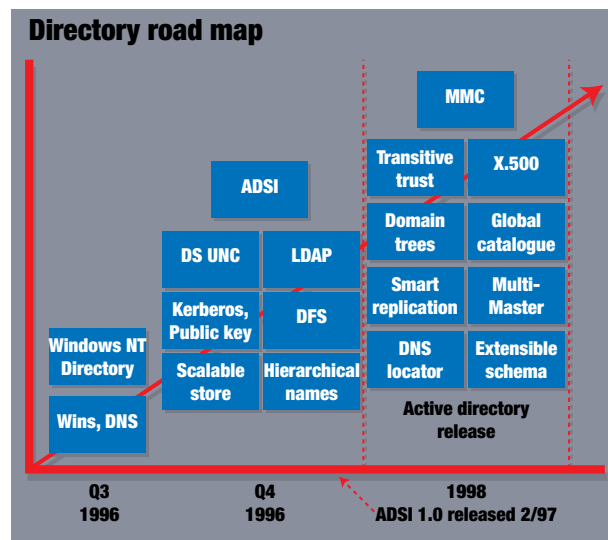 Directory road map
MMC
Transitive
trust
X.500
ADSI
Domain
trees
Global
catalogue
DS UNC
LDAP
Smart
replication
Multi-
Master
Kerberos,
Public key
DFS
Windows NT
Directory
DNS
locator
Extensible
schema
Scalable
store
Hierarchical
names
Wins, DNS
Active directory
release
Q3
1996
Q4
1996
1998
ADSI 1.0 released 2/97